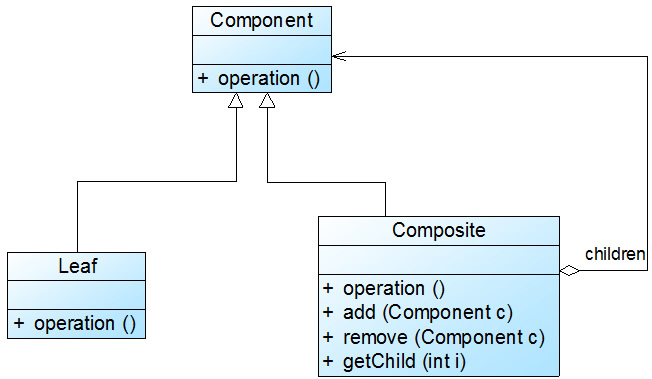 Component
+ operation ()
Leaf
+ operation ()
Composite
+ operation ()
+ add (Component c)
+ remove (Component c)
+ getChild (int i)
children